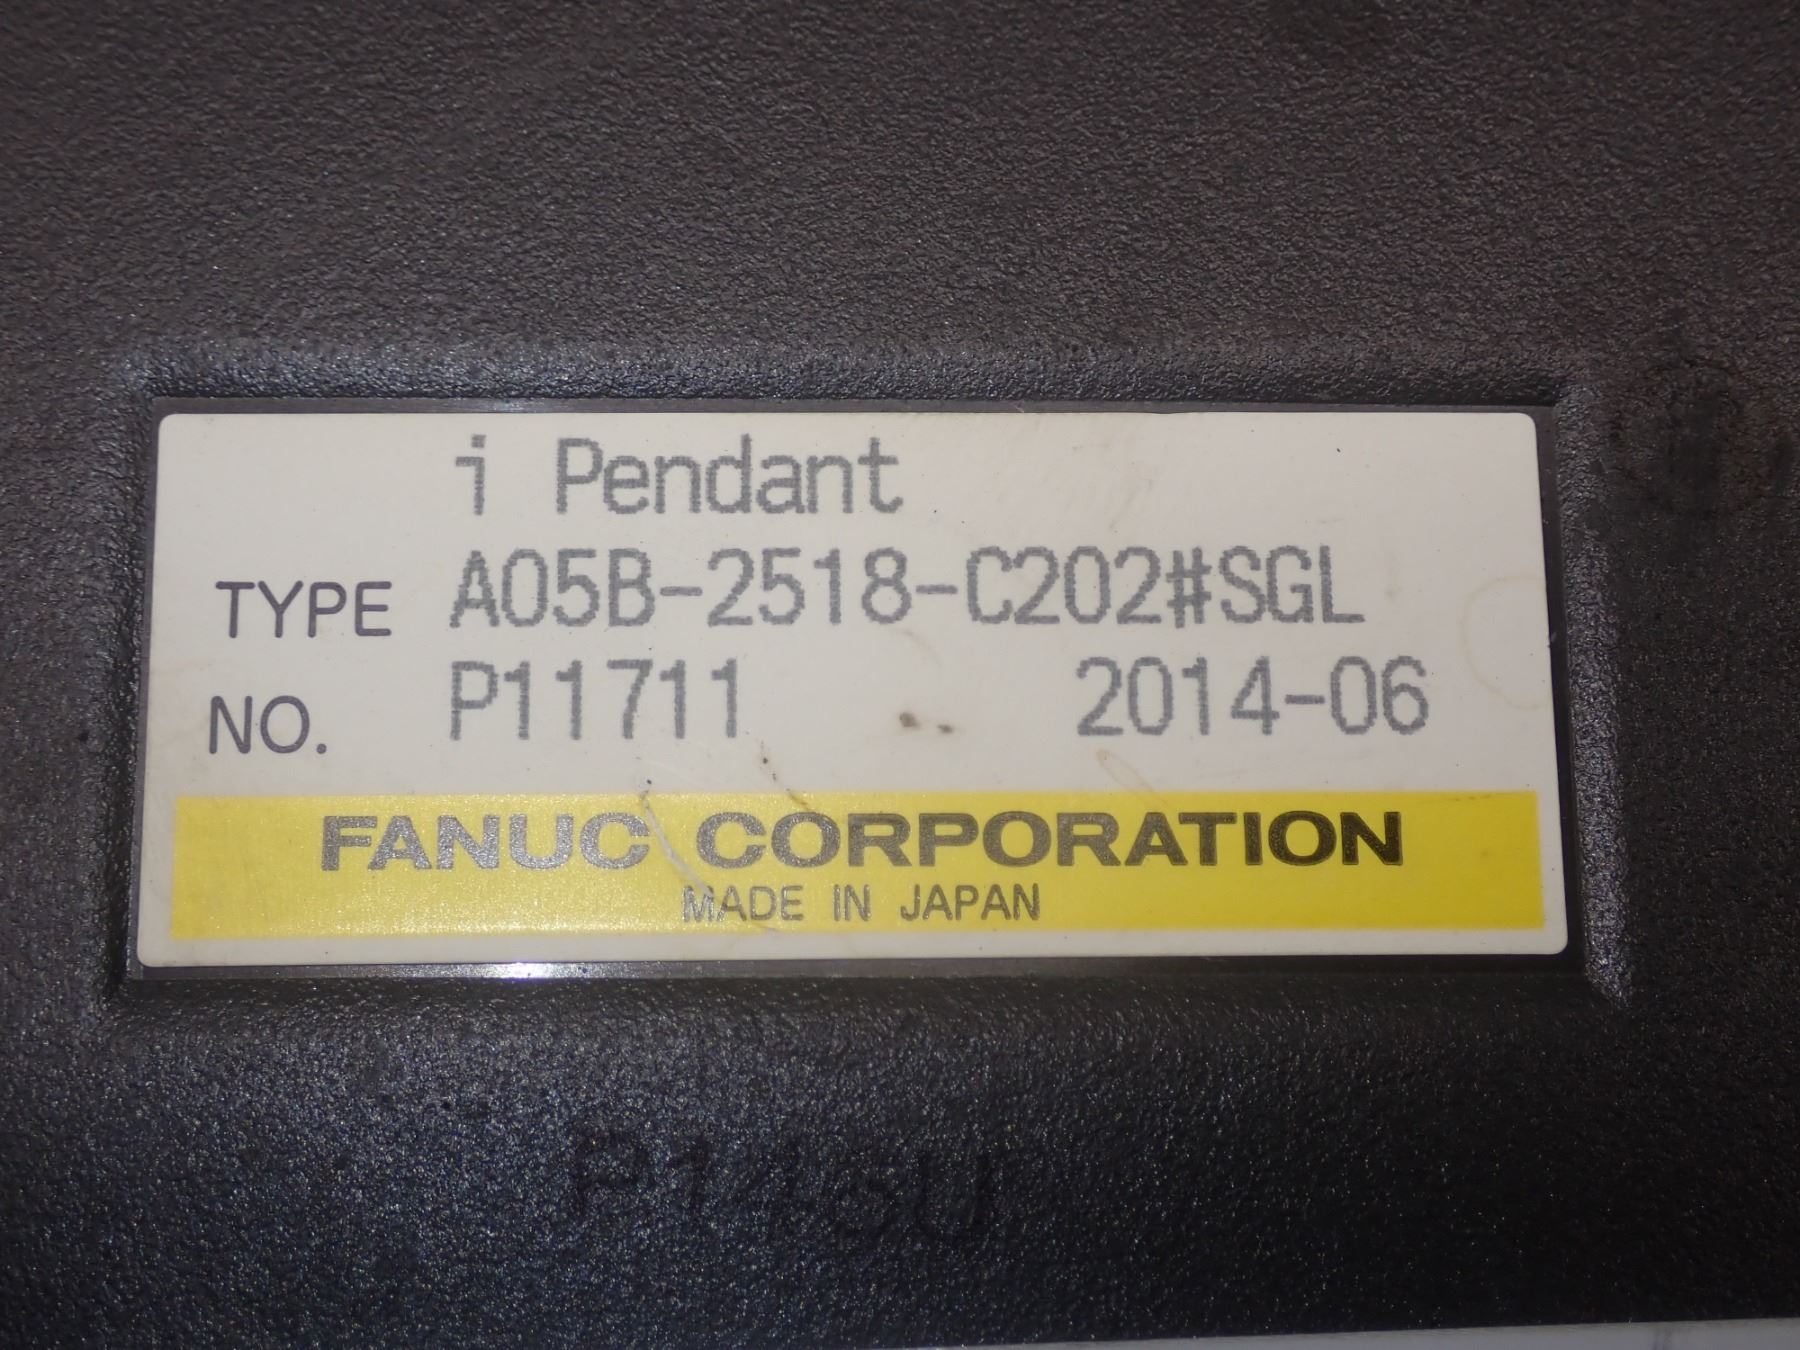 i Pendant
TYPE A05B-2518-C202#SGL
NO. P11711 2014-06
FANUC CORPORATION
MADE IN JAPAN